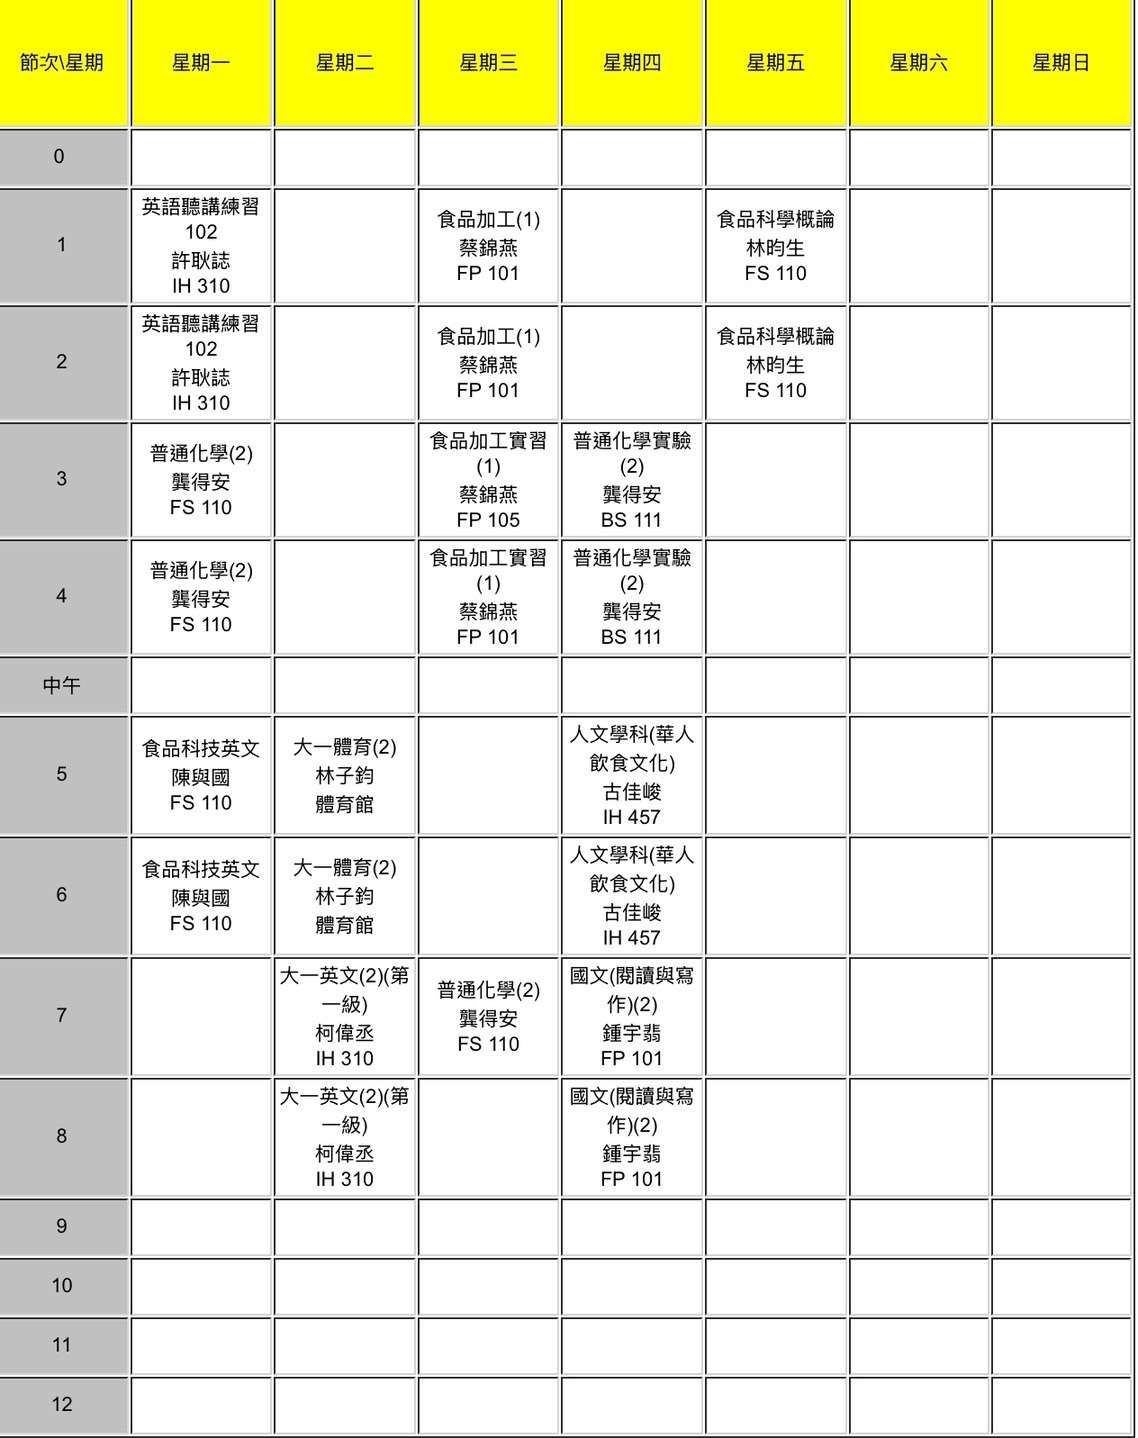 節次\星期 星期一 星期二 星期三 星期四 星期五 星期六 星期日
0
1
英語聽講練習
102
許耿誌
IH 310
食品加工(1)
蔡錦燕
FP 101
食品科學概論
林昀生
FS 110
2
英語聽講練習
102
許耿誌
IH 310
食品加工(1)
蔡錦燕
FP 101
食品科學概論
林昀生
FS 110
3
普通化學(2)
龔得安
FS 110
食品加工實習
(1)
蔡錦燕
FP 105
普通化學實驗
(2)
龔得安
BS 111
4
普通化學(2)
龔得安
FS 110
食品加工實習
(1)
蔡錦燕
FP 101
普通化學實驗
(2)
龔得安
BS 111
中午
5
食品科技英文
陳與國
FS 110
大一體育(2)
林子鈞
體育館
人文學科(華人
飲食文化)
古佳峻
IH 457
6
食品科技英文
陳與國
FS 110
大一體育(2)
林子鈞
體育館
人文學科(華人
飲食文化)
古佳峻
IH 457
7
大一英文(2)(第
一級)
柯偉丞
IH 310
普通化學(2)
龔得安
FS 110
國文(閱讀與寫
作)(2)
鍾宇翡
FP 101
8
大一英文(2)(第
一級)
柯偉丞
IH 310
國文(閱讀與寫
作)(2)
鍾宇翡
FP 101
9
10
11
12